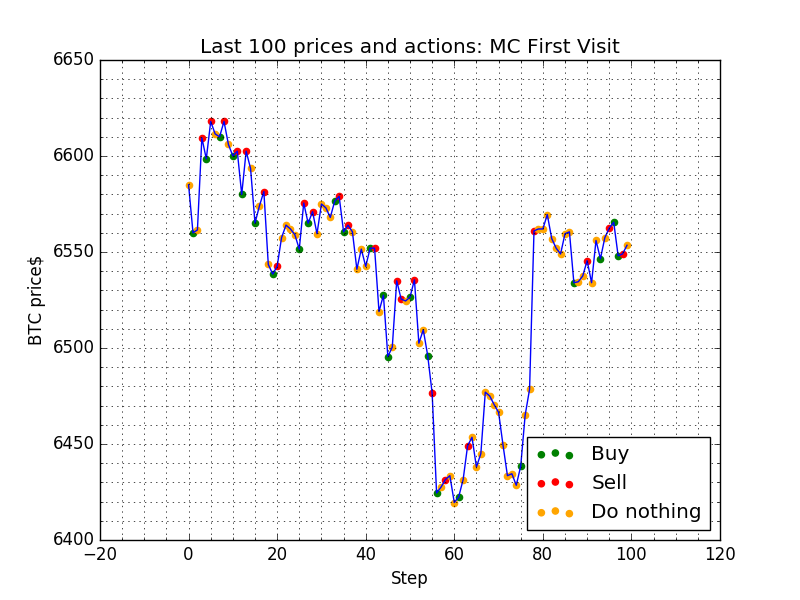 Last 100 prices and actions: MC First Visit
BTC price$
6650
6600
6550
6500
6450
6400
−20
0
20
40
60
80
100
120
Step
Buy
Sell
Do nothing